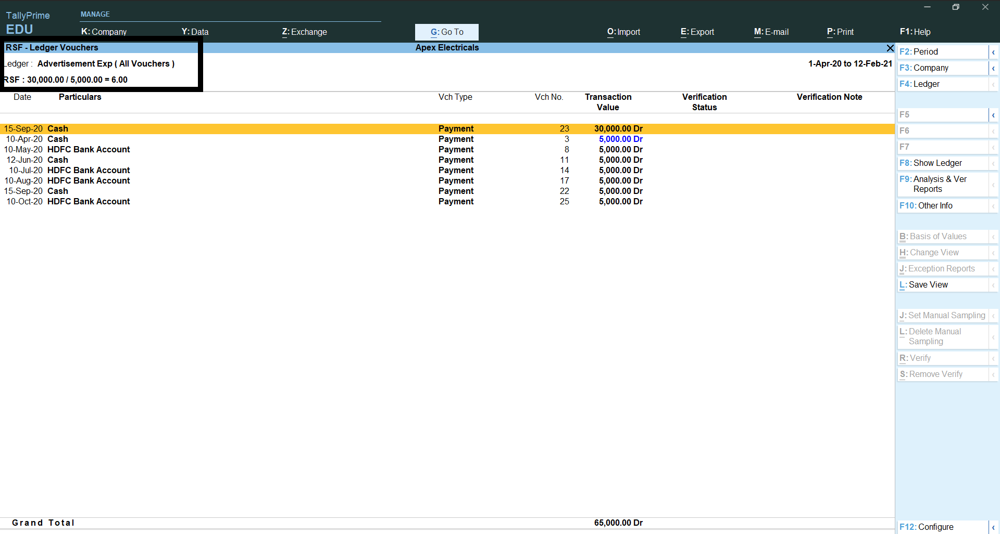 TallyPrime
EDU
MANAGE
K: Company Y: Data Z: Exchange G: Go To O: Import E: Export M: E-mail P: Print F1: Help
RSF - Ledger Vouchers Apex Electricals
Ledger : Advertisement Exp ( All Vouchers ) 1-Apr-20 to 12-Feb-21
RSF : 30,000.00 / 5,000.00 = 6.00
Date Particulars Vch Type Vch No. Transaction Value Verification Status Verification Note
15-Sep-20 Cash Payment 23 30,000.00 Dr
10-Apr-20 Cash Payment 3 5,000.00 Dr
10-May-20 HDFC Bank Account Payment 8 5,000.00 Dr
12-Jun-20 Cash Payment 11 5,000.00 Dr
10-Jul-20 HDFC Bank Account Payment 14 5,000.00 Dr
10-Aug-20 HDFC Bank Account Payment 17 5,000.00 Dr
15-Sep-20 Cash Payment 22 5,000.00 Dr
10-Oct-20 HDFC Bank Account Payment 25 5,000.00 Dr
Grand Total 65,000.00 Dr
F2: Period
F3: Company
F4: Ledger
F5
F6
F7
F8: Show Ledger
F9: Analysis & Ver
Reports
F10: Other Info
B: Basis of Values
H: Change View
J: Exception Reports
L: Save View
J: Set Manual Sampling
L: Delete Manual
Sampling
R: Verify
S: Remove Verify
F12: Configure